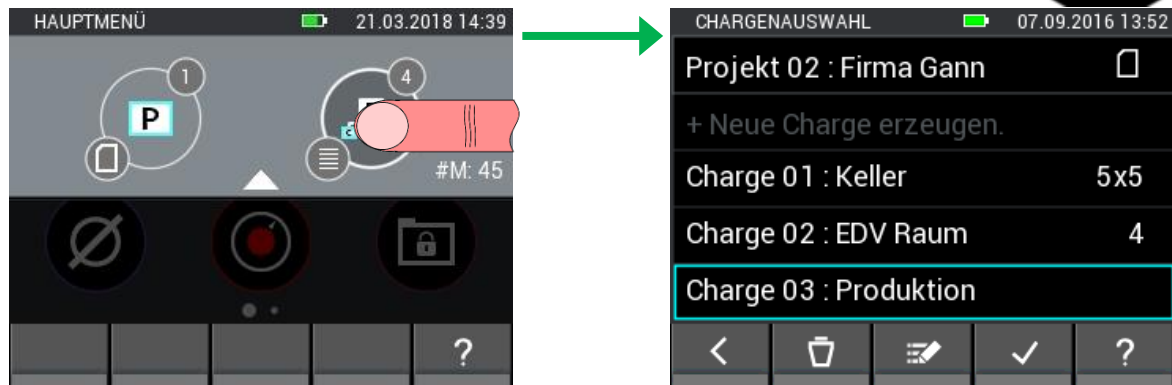 HAUPTMENÜ 21.03.2018 14:39
1
4
P
c
#M: 45
?
CHARGENAUSWAHL 07.09.2016 13:52
Projekt 02 : Firma Gann
+ Neue Charge erzeugen.
Charge 01 : Keller 5x5
Charge 02 : EDV Raum 4
Charge 03 : Produktion
?